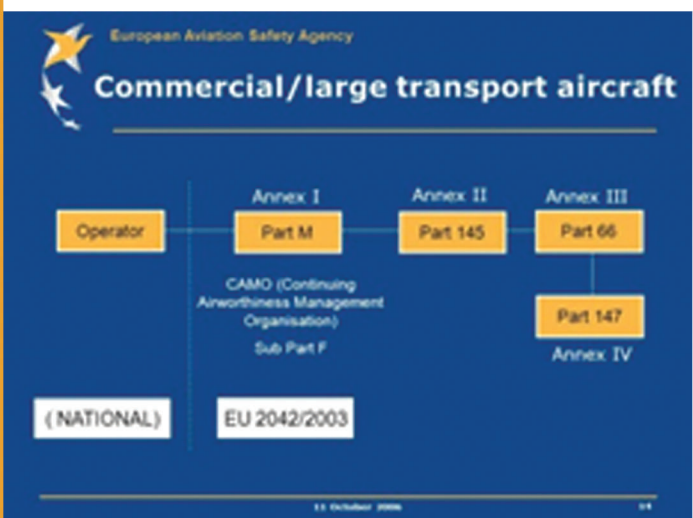 European Aviation Safety Agency
Commercial/large transport aircraft
Annex I
Annex II
Annex III
Operator
Part M
Part 145
Part 66
CAMO (Continuing
Airworthiness Management
Organisation)
Sub Part F
Part 147
Annex IV
( NATIONAL)
EU 2042/2003
11 October 2006
14